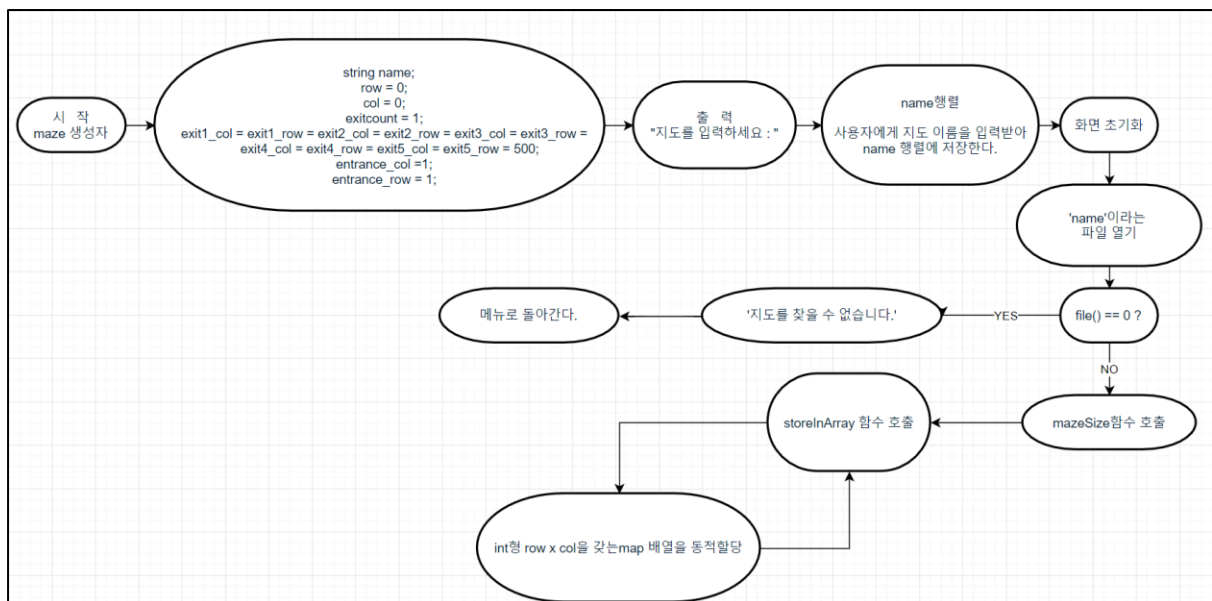 시 작
maze 생성자
string name;
row = 0;
col = 0;
exitcount = 1;
exit1_col = exit1_row = exit2_col = exit2_row = exit3_col = exit3_row =
exit4_col = exit4_row = exit5_col = exit5_row = 500;
entrance_col =1;
entrance_row = 1;
출 력
"지도를 입력하세요 : "
name행렬
사용자에게 지도 이름을 입력받아
name 행렬에 저장한다.
화면 초기화
'name'이라는
파일 열기
file() == 0 ?
YES
'지도를 찾을 수 없습니다.'
메뉴로 돌아간다.
NO
mazeSize함수 호출
storeInArray 함수 호출
int형 row x col을 갖는map 배열을 동적할당